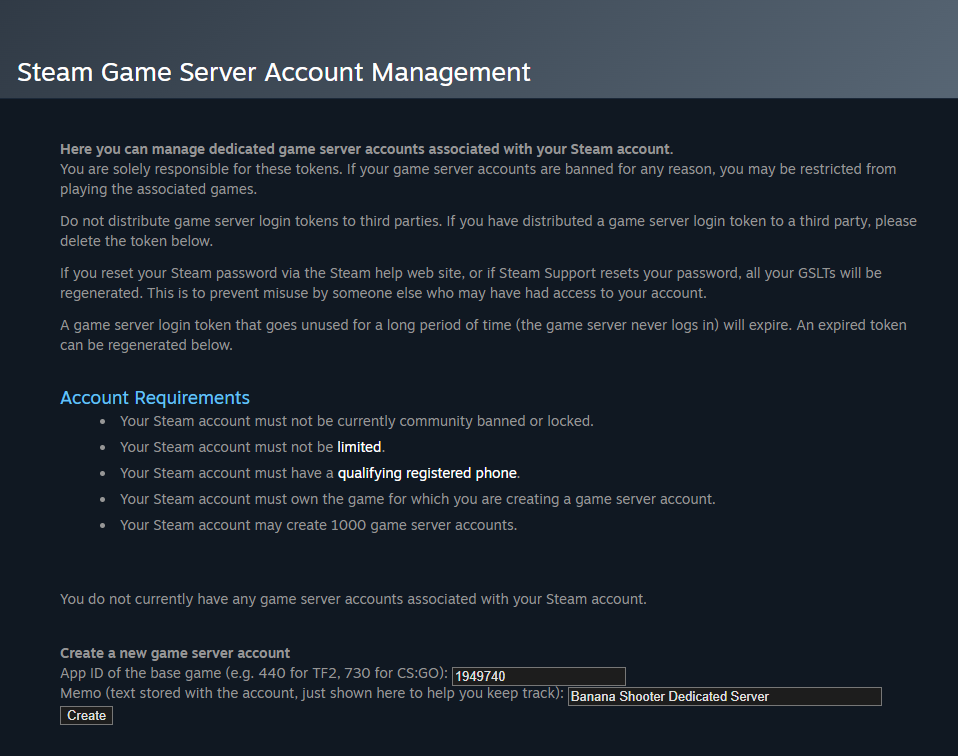 Steam Game Server Account Management
Here you can manage dedicated game server accounts associated with your Steam account.
You are solely responsible for these tokens. If your game server accounts are banned for any reason, you may be restricted from
playing the associated games.
Do not distribute game server login tokens to third parties. If you have distributed a game server login token to a third party, please
delete the token below.
If you reset your Steam password via the Steam help web site, or if Steam Support resets your password, all your GSLTs will be
regenerated. This is to prevent misuse by someone else who may have had access to your account.
A game server login token that goes unused for a long period of time (the game server never logs in) will expire. An expired token
can be regenerated below.
Account Requirements
• Your Steam account must not be currently community banned or locked.
• Your Steam account must not be limited.
• Your Steam account must have a qualifying registered phone.
• Your Steam account must own the game for which you are creating a game server account.
• Your Steam account may create 1000 game server accounts.
You do not currently have any game server accounts associated with your Steam account.
Create a new game server account
App ID of the base game (e.g. 440 for TF2, 730 for CS:GO): 1949740
Memo (text stored with the account, just shown here to help you keep track): Banana Shooter Dedicated Server
Create